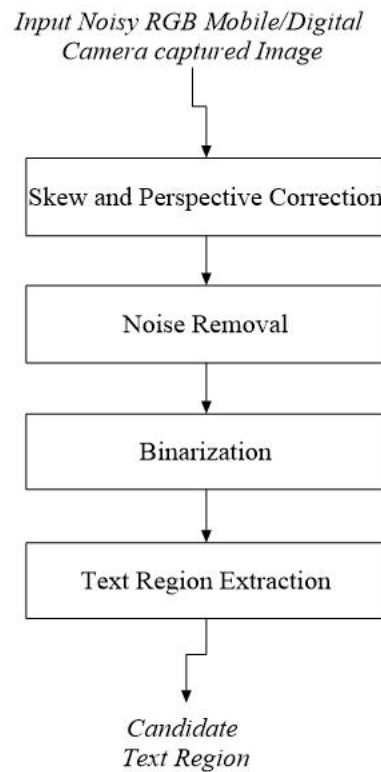 Input Noisy RGB Mobile/Digital
Camera captured Image
Skew and Perspective Correction
Noise Removal
Binarization
Text Region Extraction
Candidate
Text Region